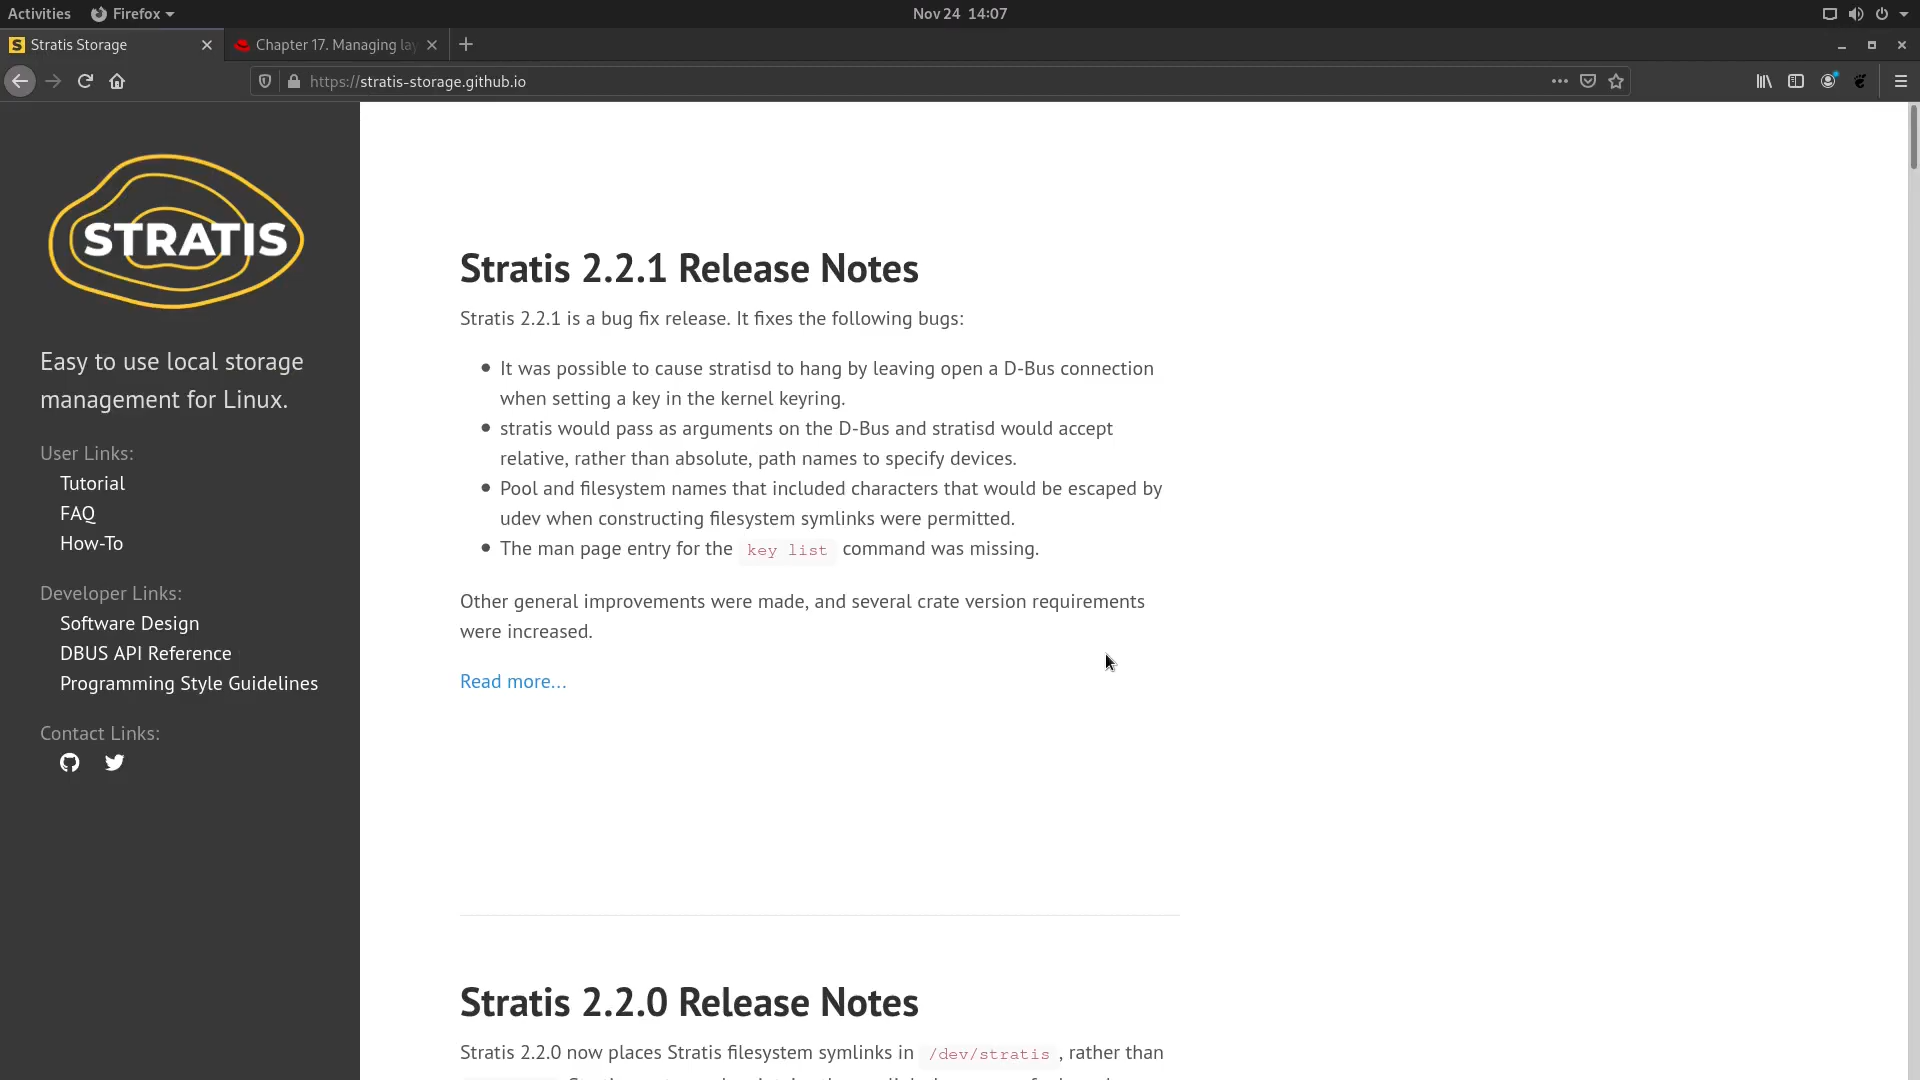 Activities
Firefox
Nov 24 14:07
Stratis Storage
Chapter 17. Managing lay
https://stratis-storage.github.io
STRATIS
Easy to use local storage
management for Linux.
User Links:
Tutorial
FAQ
How-To
Developer Links:
Software Design
DBUS API Reference
Programming Style Guidelines
Contact Links:
Stratis 2.2.1 Release Notes
Stratis 2.2.1 is a bug fix release. It fixes the following bugs:
It was possible to cause stratisd to hang by leaving open a D-Bus connection
when setting a key in the kernel keyring.
stratis would pass as arguments on the D-Bus and stratisd would accept
relative, rather than absolute, path names to specify devices.
Pool and filesystem names that included characters that would be escaped by
udev when constructing filesystem symlinks were permitted.
The man page entry for the key list command was missing.
Other general improvements were made, and several crate version requirements
were increased.
Read more...
Stratis 2.2.0 Release Notes
Stratis 2.2.0 now places Stratis filesystem symlinks in /dev/stratis , rather than